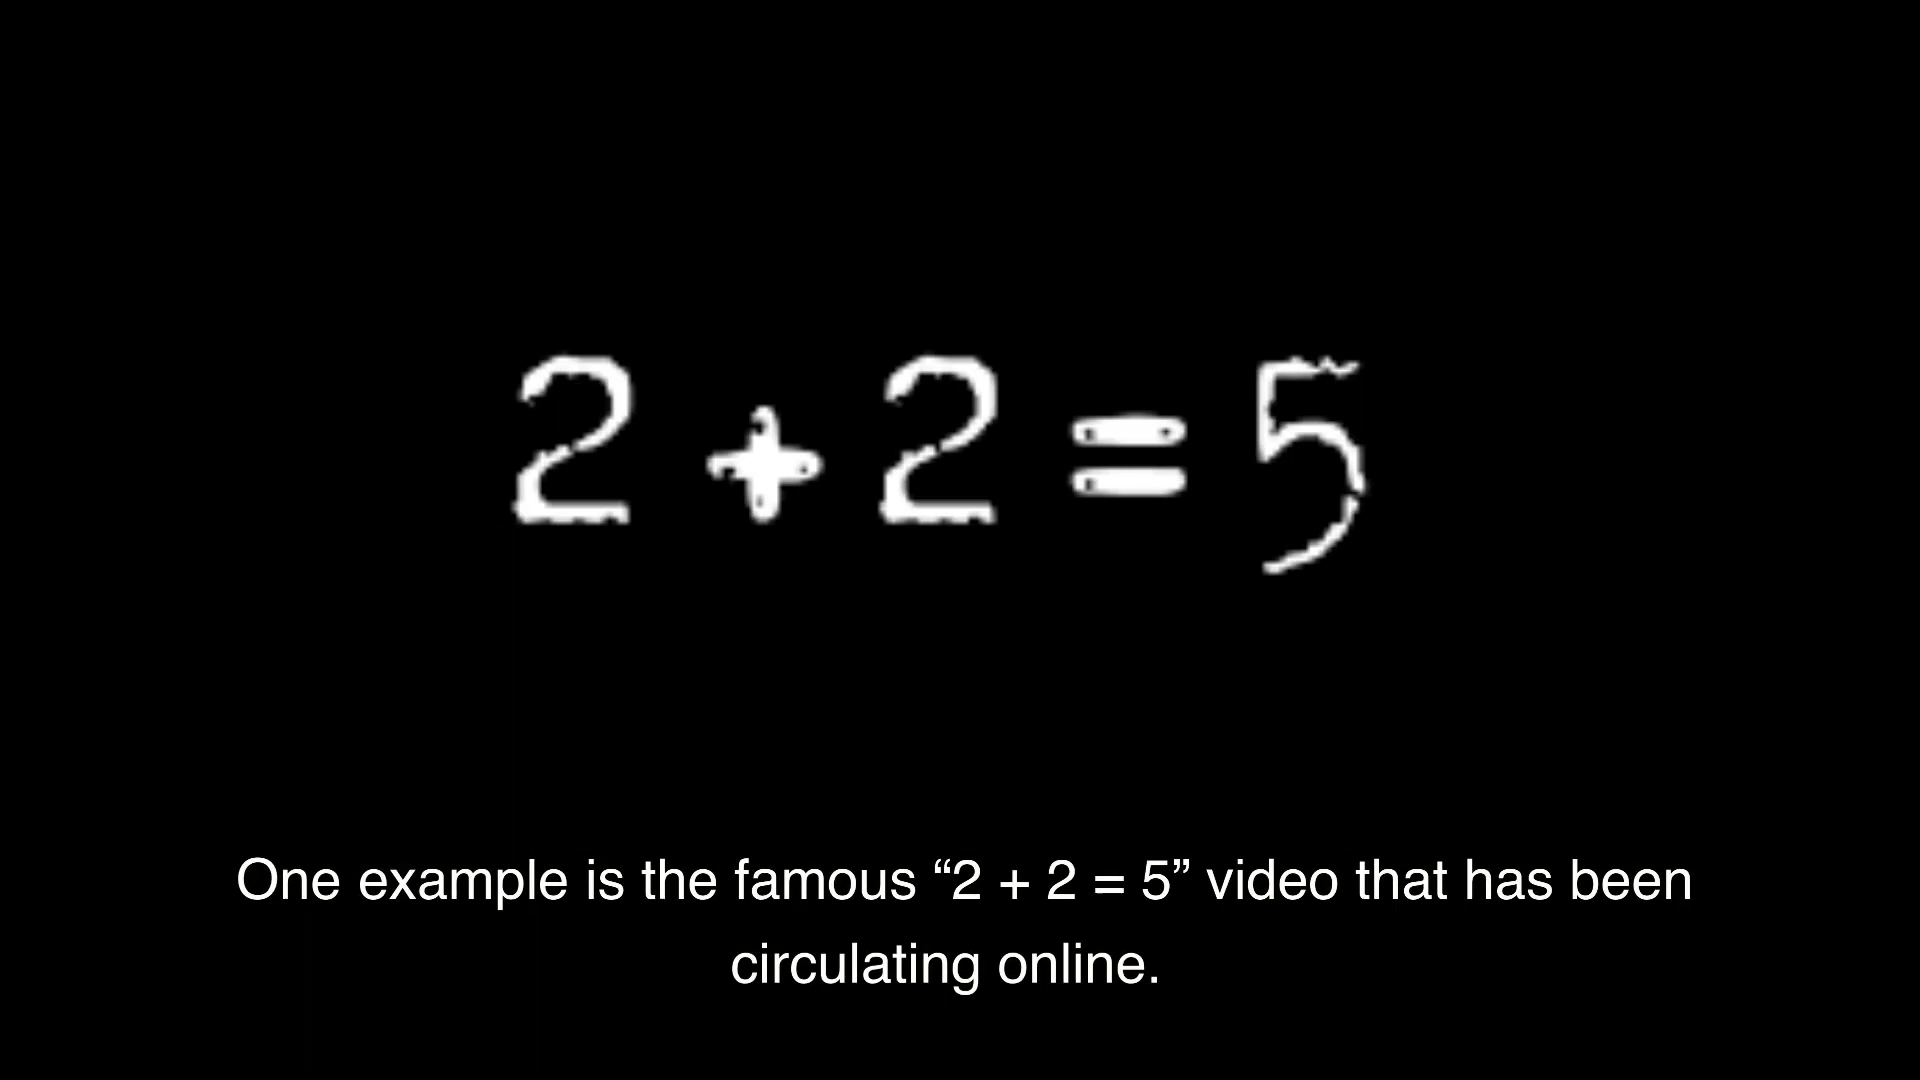 2 + 2 = 5
One example is the famous “2 + 2 = 5” video that has been
circulating online.